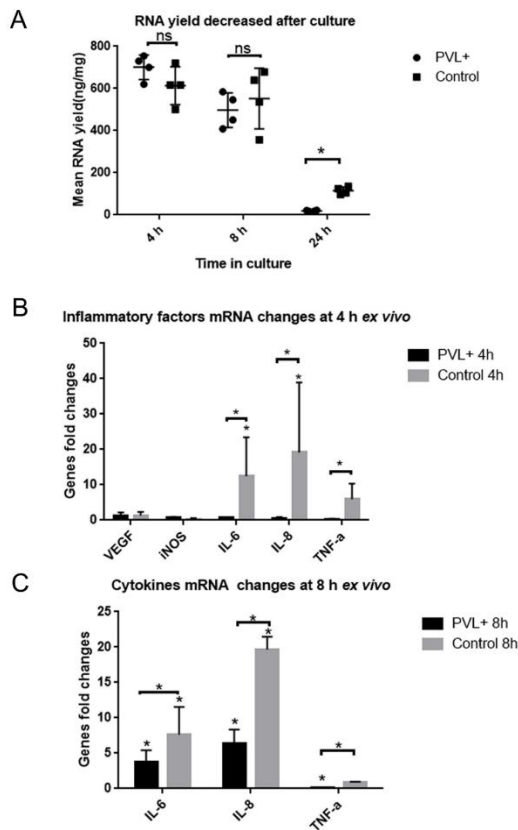 A
RNA yield decreased after culture
ns
ns
*
PVL+
Control
Mean RNA yield(ng/mg)
800
600
400
200
0
4 h
8 h
24 h
Time in culture
B
Inflammatory factors mRNA changes at 4 h ex vivo
PVL+ 4h
Control 4h
Genes fold changes
50
40
30
20
10
0
*
*
*
*
*
VEGF
iNOS
IL-6
IL-8
TNF-a
C
Cytokines mRNA changes at 8 h ex vivo
PVL+ 8h
Control 8h
Genes fold changes
25
20
15
10
5
0
*
*
*
*
*
*
*
*
IL-6
IL-8
TNF-a